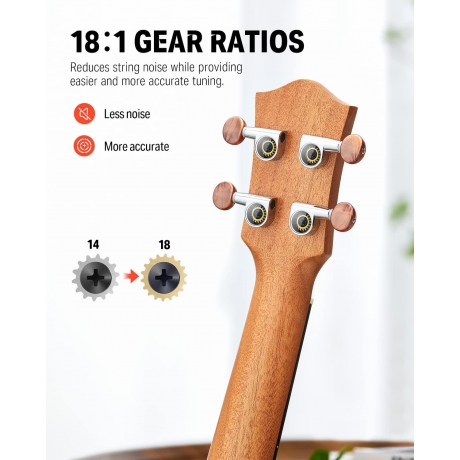 18:1 GEAR RATIOS
Reduces string noise while providing
easier and more accurate tuning.
Less noise
More accurate
14
18